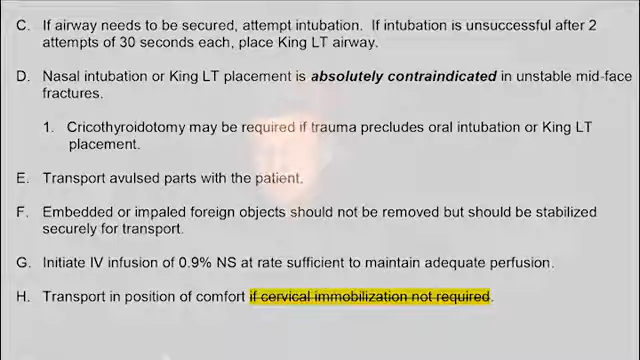 C. If airway needs to be secured, attempt intubation. If intubation is unsuccessful after 2
attempts of 30 seconds each, place King LT airway.
D. Nasal intubation or King LT placement is absolutely contraindicated in unstable mid-face
fractures.
1. Cricothyroidotomy may be required if trauma precludes oral intubation or King LT
placement.
E. Transport avulsed parts with the patient.
F. Embedded or impaled foreign objects should not be removed but should be stabilized
securely for transport.
G. Initiate IV infusion of 0.9% NS at rate sufficient to maintain adequate perfusion.
H. Transport in position of comfort if cervical immobilization not required.